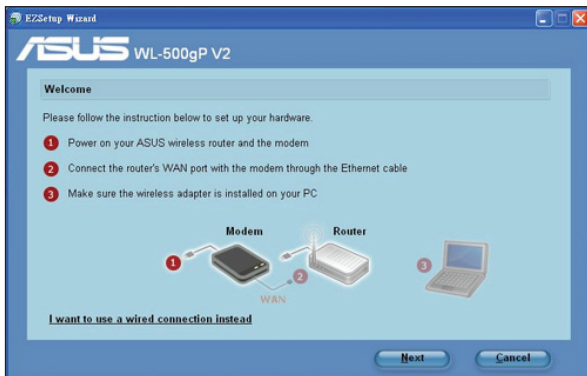 EZSetup Wizard
ASUS WL-500gP V2
Welcome
Please follow the instruction below to set up your hardware.
1 Power on your ASUS wireless router and the modem
2 Connect the router's WAN port with the modem through the Ethernet cable
3 Make sure the wireless adapter is installed on your PC
Modem Router
1 2 3
WAN
I want to use a wired connection instead
Next Cancel